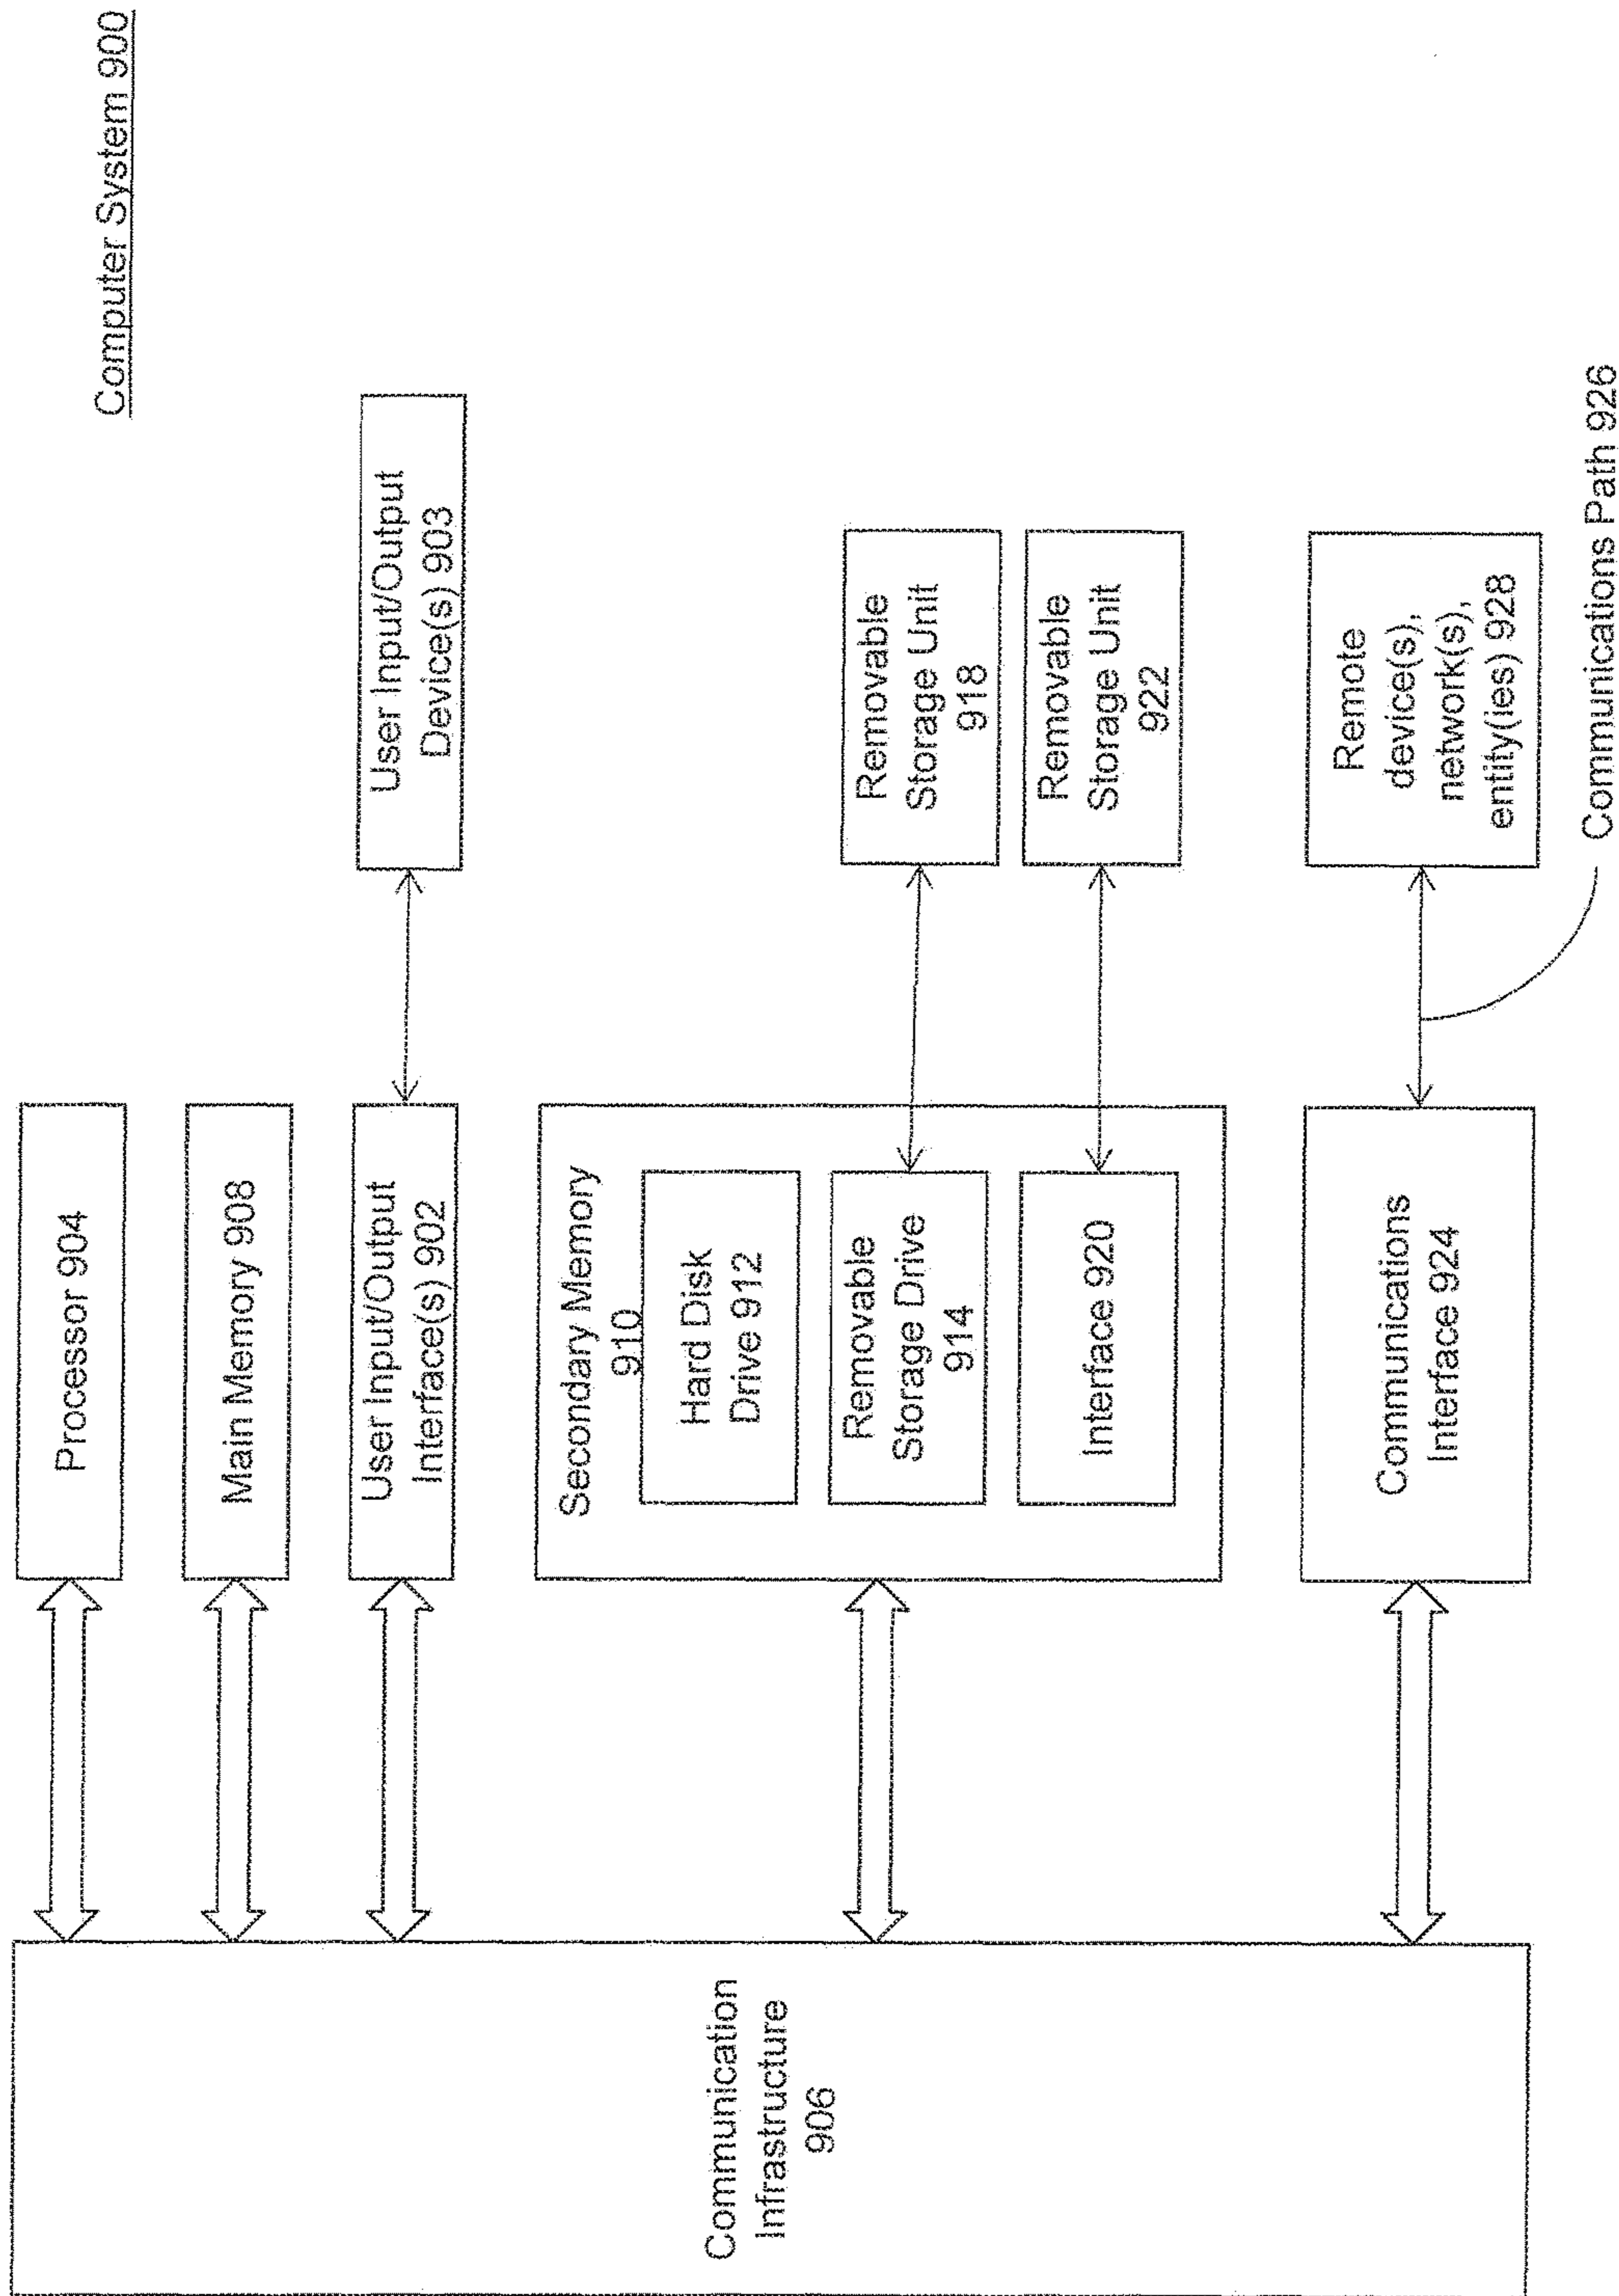 Computer System 900
Processor 904
Main Memory 908
User Input/Output
Interface(s) 902
User Input/Output
Device(s) 903
Secondary Memory
910
Hard Disk
Drive 912
Removable
Storage Drive
914
Removable
Storage Unit
918
Interface 920
Removable
Storage Unit
922
Communications
Interface 924
Remote
device(s),
network(s),
entity(ies) 928
Communications Path 926
Communication
Infrastructure
906